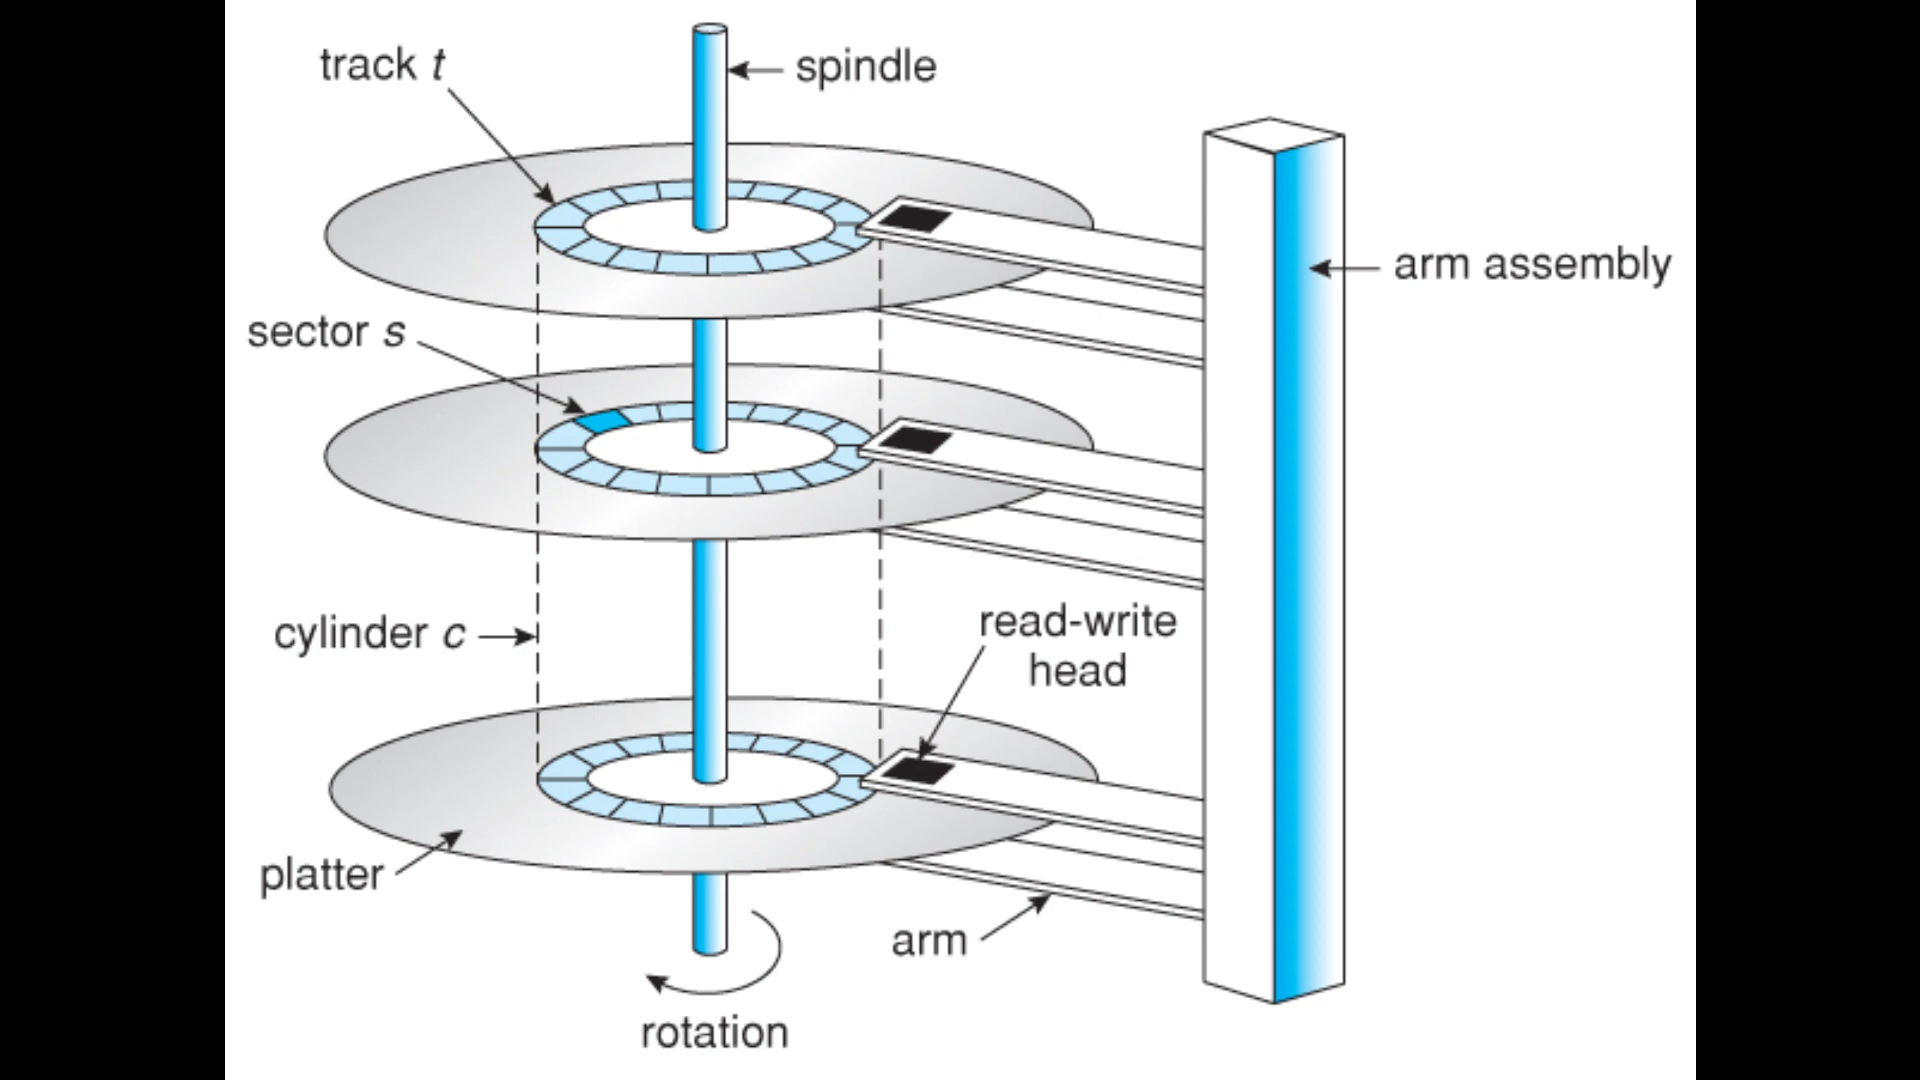 track t
spindle
arm assembly
sector s
cylinder c
read-write
head
platter
arm
rotation